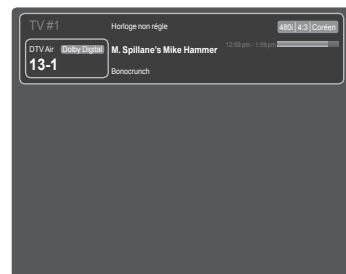 TV #1 Horloge non régle 480i 4:3 Coréen
DTV Air Dolby Digital M. Spillane's Mike Hammer 12:59 pm - 1:59 pm
13-1
Bonocrunch